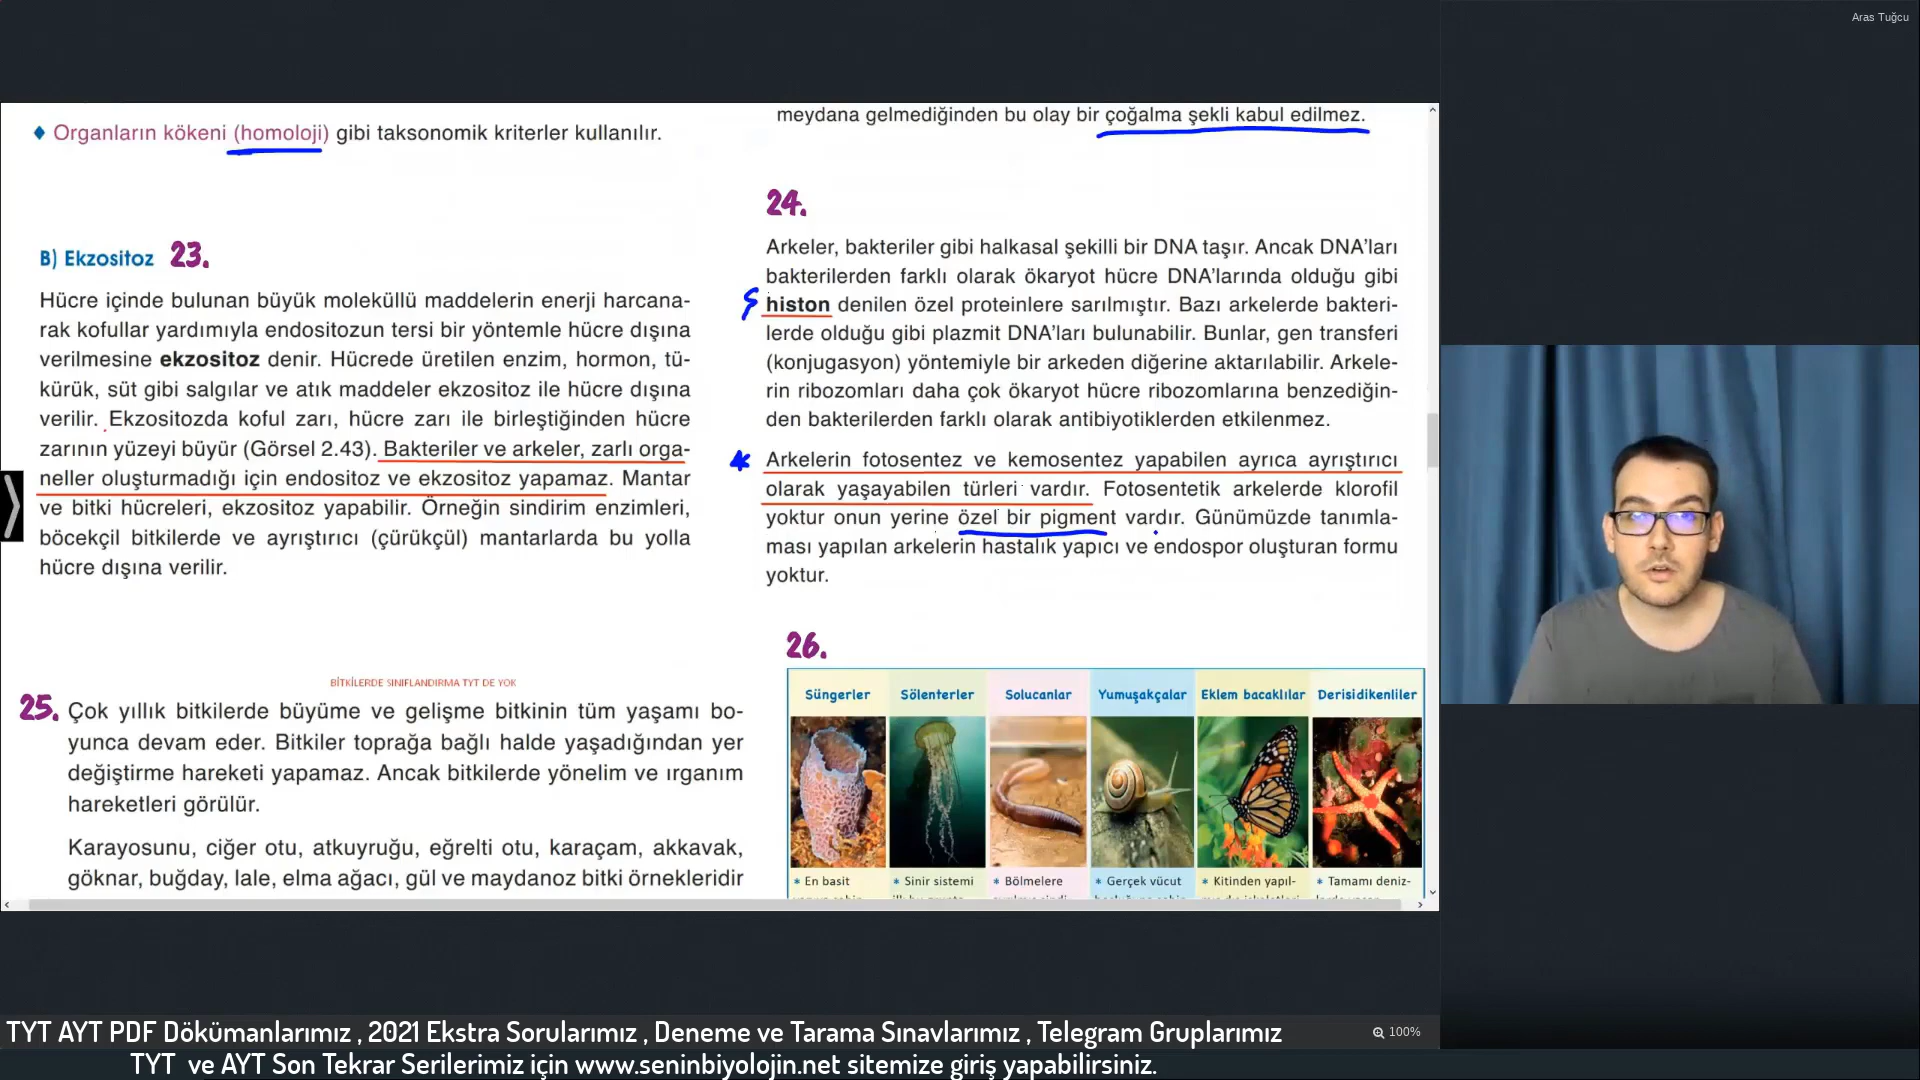 Aras Tuğcu
◆ Organların kökeni (homoloji) gibi taksonomik kriterler kullanılır.
B) Ekzositoz 23.
Hücre içinde bulunan büyük moleküllü maddelerin enerji harcana-
rak kofullar yardımıyla endositozun tersi bir yöntemle hücre dışına
verilmesine ekzositoz denir. Hücrede üretilen enzim, hormon, tü-
kürük, süt gibi salgılar ve atık maddeler ekzositoz ile hücre dışına
verilir. Ekzositozda koful zarı, hücre zarı ile birleştiğinden hücre
zarının yüzeyi büyür (Görsel 2.43). Bakteriler ve arkeler, zarlı orga-
neller oluşturmadığı için endositoz ve ekzositoz yapamaz. Mantar
ve bitki hücreleri, ekzositoz yapabilir. Örneğin sindirim enzimleri,
böcekçil bitkilerde ve ayrıştırıcı (çürükçül) mantarlarda bu yolla
hücre dışına verilir.
BİTKİLERDE SINIFLANDIRMA TYT DE YOK
25. Çok yıllık bitkilerde büyüme ve gelişme bitkinin tüm yaşamı bo-
yunca devam eder. Bitkiler toprağa bağlı halde yaşadığından yer
değiştirme hareketi yapamaz. Ancak bitkilerde yönelim ve ırganım
hareketleri görülür.
Karayosunu, ciğer otu, atkuyruğu, eğrelti otu, karaçam, akkavak,
göknar, buğday, lale, elma ağacı, gül ve maydanoz bitki örnekleridir
meydana gelmediğinden bu olay bir çoğalma şekli kabul edilmez.
24.
Arkeler, bakteriler gibi halkasal şekilli bir DNA taşır. Ancak DNA'ları
bakterilerden farklı olarak ökaryot hücre DNA'larında olduğu gibi
histon denilen özel proteinlere sarılmıştır. Bazı arkelerde bakteri-
lerde olduğu gibi plazmit DNA'ları bulunabilir. Bunlar, gen transferi
(konjugasyon) yöntemiyle bir arkeden diğerine aktarılabilir. Arkele-
rin ribozomları daha çok ökaryot hücre ribozomlarına benzediğin-
den bakterilerden farklı olarak antibiyotiklerden etkilenmez.
Arkelerin fotosentez ve kemosentez yapabilen ayrıca ayrıştırıcı
olarak yaşayabilen türleri vardır. Fotosentetik arkelerde klorofil
yoktur onun yerine özel bir pigment vardır. Günümüzde tanımla-
ması yapılan arkelerin hastalık yapıcı ve endospor oluşturan formu
yoktur.
26.
Süngerler Sölenterler Solucanlar Yumuşakçalar Eklem bacaklılar Derisidikenliler
* En basit * Sinir sistemi * Bölmelere * Gerçek vücut * Kitinden yapıl- * Tamamı deniz-
TYT AYT PDF Dökümanlarımız , 2021 Ekstra Sorularımız , Deneme ve Tarama Sınavlarımız , Telegram Gruplarımız
100%
TYT ve AYT Son Tekrar Serilerimiz için www.seninbiyolojin.net sitemize giriş yapabilirsiniz.